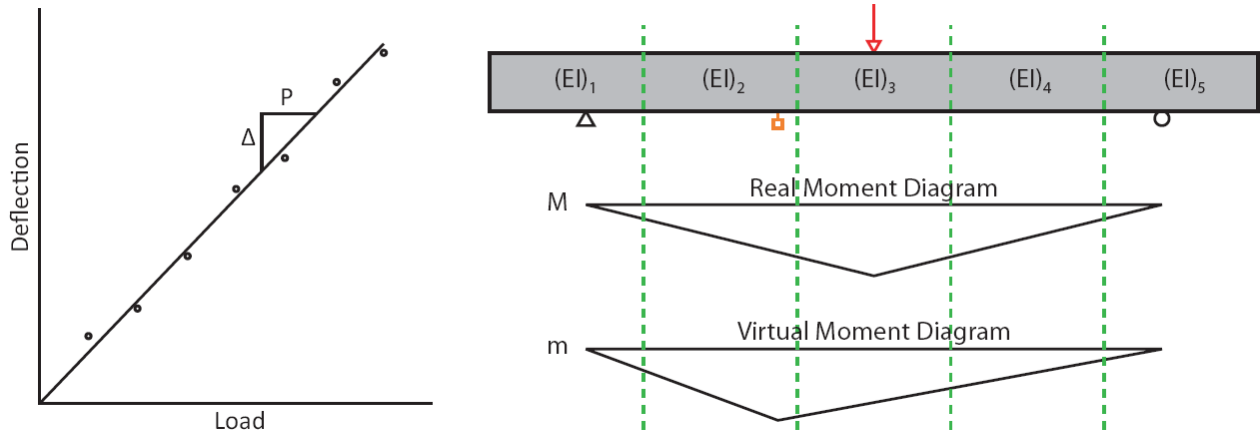 P
Δ
Deflection
Load
(EI)1 (EI)2 (EI)3 (EI)4 (EI)5
Real Moment Diagram
M
Virtual Moment Diagram
m